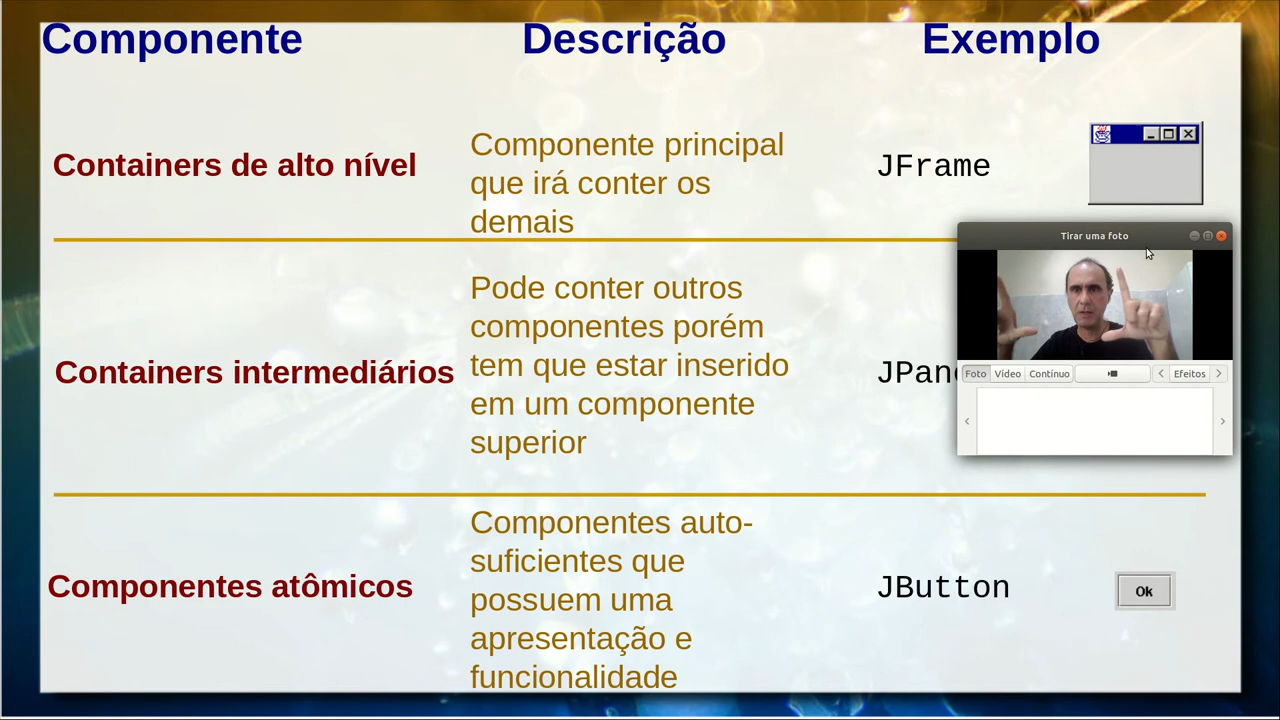 Componente Descrição Exemplo
Containers de alto nível
Componente principal
que irá conter os
demais
JFrame
Tirar uma foto
Containers intermediários
Pode conter outros
componentes porém
tem que estar inserido
em um componente
superior
Foto Vídeo Contínuo Efeitos
Componentes atômicos
Componentes auto-
suficientes que
possuem uma
apresentação e
funcionalidade
JButton
Ok